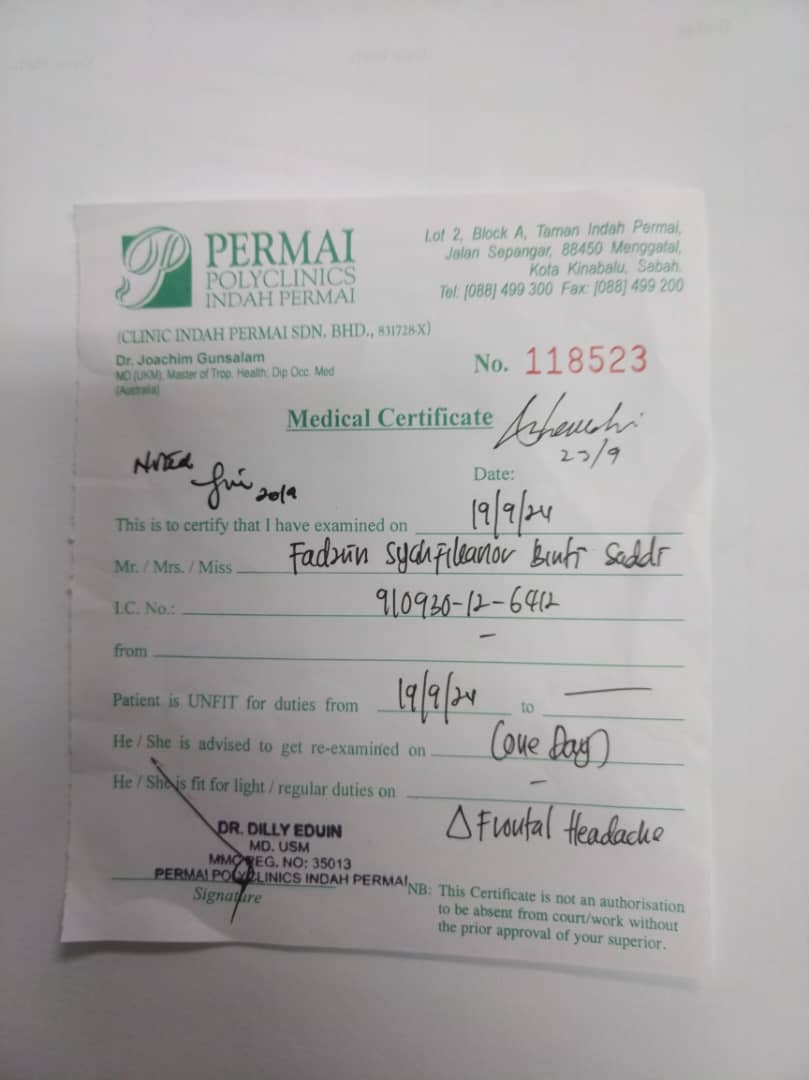 PERMAI
POLYCLINICS
INDAH PERMAI
Lot 2, Block A, Taman Indah Permai,
Jalan Sepangar, 88450 Menggatal,
Kota Kinabalu, Sabah.
Tel: [088] 499 300 Fax: [088] 499 200
(CLINIC INDAH PERMAI SDN. BHD., 831728-X)
Dr. Joachim Gunsalam
MD (UKM), Master of Trop. Health, Dip Occ. Med
(Australia)
No. 118523
Medical Certificate
23/9
Noted
20/9
Date:
This is to certify that I have examined on 19/9/24
Mr. / Mrs. / Miss Fadzrin Binti Saddi
I.C. No.: 910930-12-6412
from -
Patient is UNFIT for duties from 19/9/24 to —
He / She is advised to get re-examined on (One Day)
He / She is fit for light / regular duties on -
Δ Frontal Headache
DR. DILLY EDUIN
MD. USM
MMC REG. NO: 35013
PERMAI POLYCLINICS INDAH PERMAI
Signature
NB: This Certificate is not an authorisation
to be absent from court/work without
the prior approval of your superior.